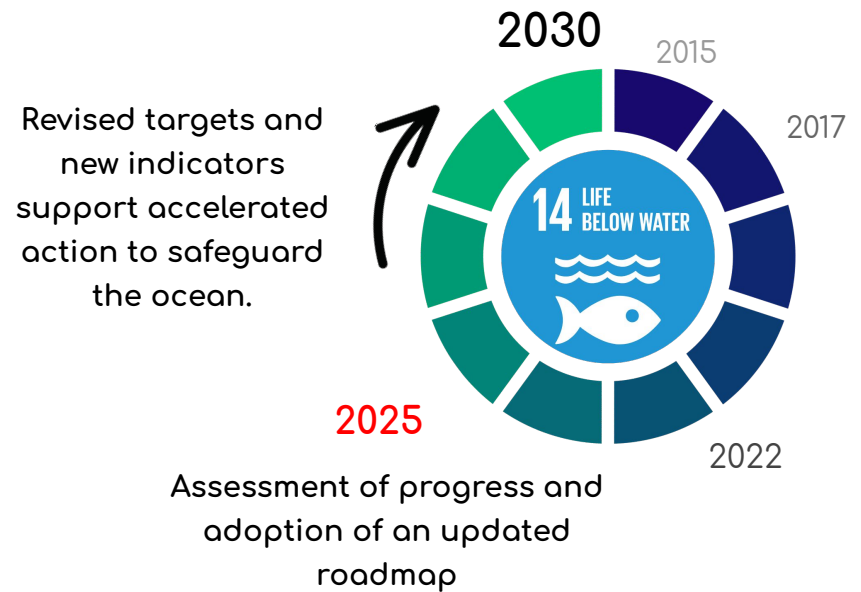 2030
2015
2017
Revised targets and
new indicators
support accelerated
action to safeguard
the ocean.
14 LIFE
BELOW WATER
2025
2022
Assessment of progress and
adoption of an updated
roadmap